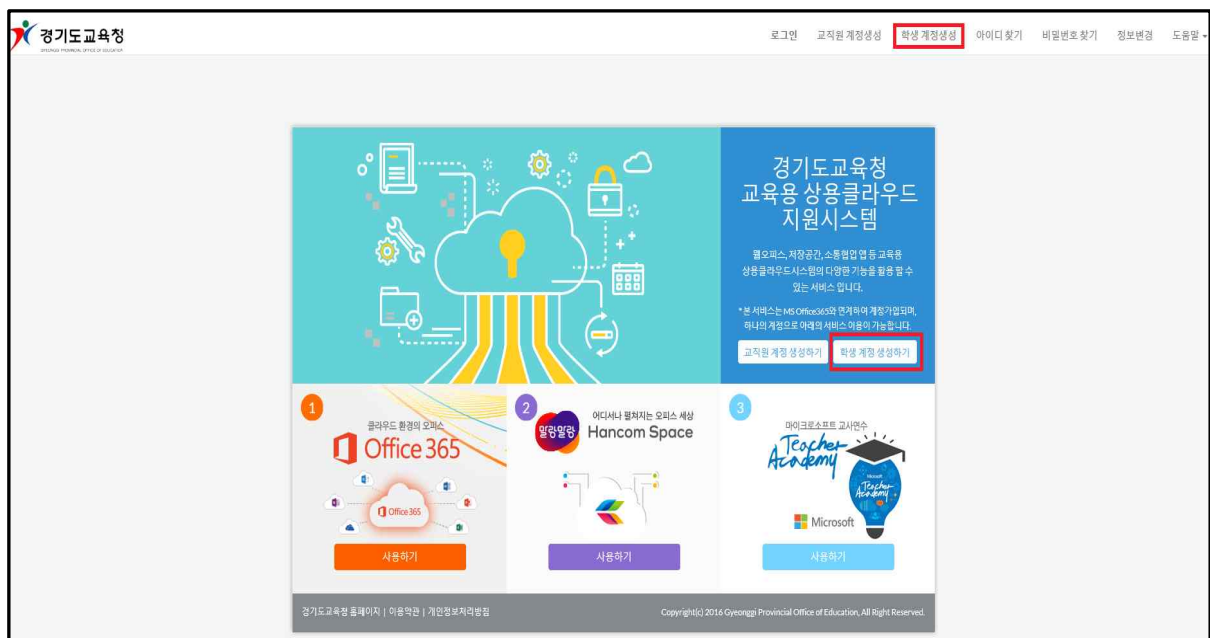 경기도교육청
GYEONGGI PROVINCIAL OFFICE OF EDUCATION
로그인 교직원 계정생성 학생 계정생성 아이디 찾기 비밀번호 찾기 정보변경 도움말
경기도교육청
교육용 상용클라우드
지원시스템
웹오피스, 저장공간, 소통협업 앱 등 교육용
상용클라우드시스템의 다양한 기능을 활용 할 수
있는 서비스 입니다.
*본 서비스는 MS Office365와 연계하여 계정가입되며,
하나의 계정으로 아래의 서비스 이용이 가능합니다.
교직원 계정 생성하기 학생 계정 생성하기
1
클라우드 환경의 오피스
Office 365
Office 365
사용하기
2
말랑말랑
어디서나 펼쳐지는 오피스 세상
Hancom Space
사용하기
3
마이크로소프트 교사연수
Teacher
Academy
Microsoft
Teacher
Academy
Microsoft
사용하기
경기도교육청 홈페이지 | 이용약관 | 개인정보처리방침
Copyright(c) 2016 Gyeonggi Provincial Office of Education, All Right Reserved.